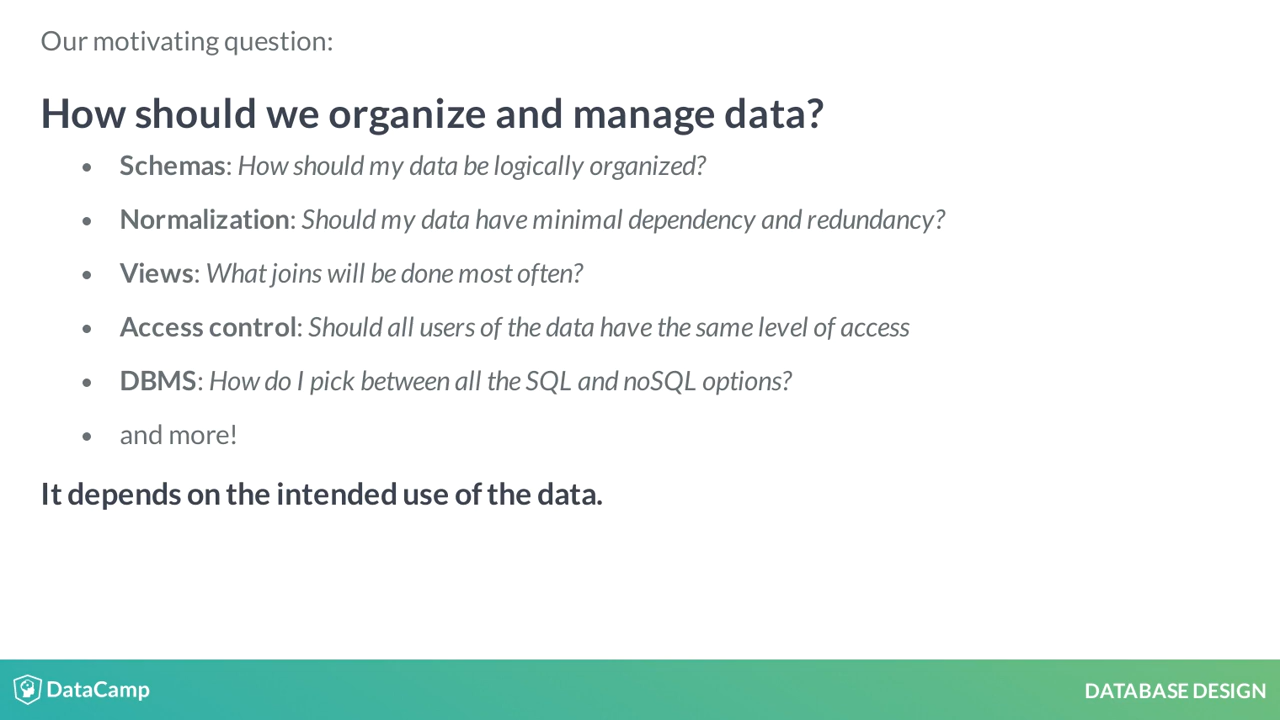 Our motivating question:
How should we organize and manage data?
• Schemas: How should my data be logically organized?
• Normalization: Should my data have minimal dependency and redundancy?
• Views: What joins will be done most often?
• Access control: Should all users of the data have the same level of access
• DBMS: How do I pick between all the SQL and noSQL options?
• and more!
It depends on the intended use of the data.
DataCamp
DATABASE DESIGN